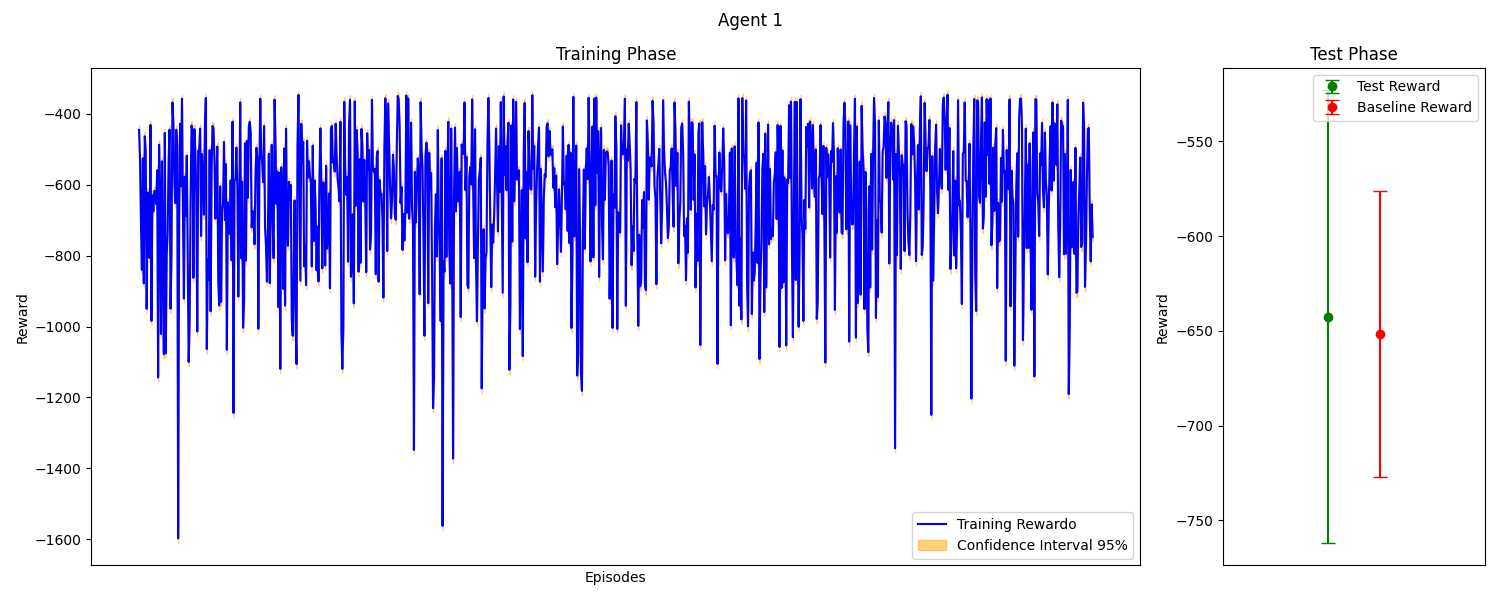 Agent 1
Training Phase
Reward
−400
−600
−800
−1000
−1200
−1400
−1600
Episodes
Training Rewardo
Confidence Interval 95%
Test Phase
Reward
−550
−600
−650
−700
−750
Test Reward
Baseline Reward